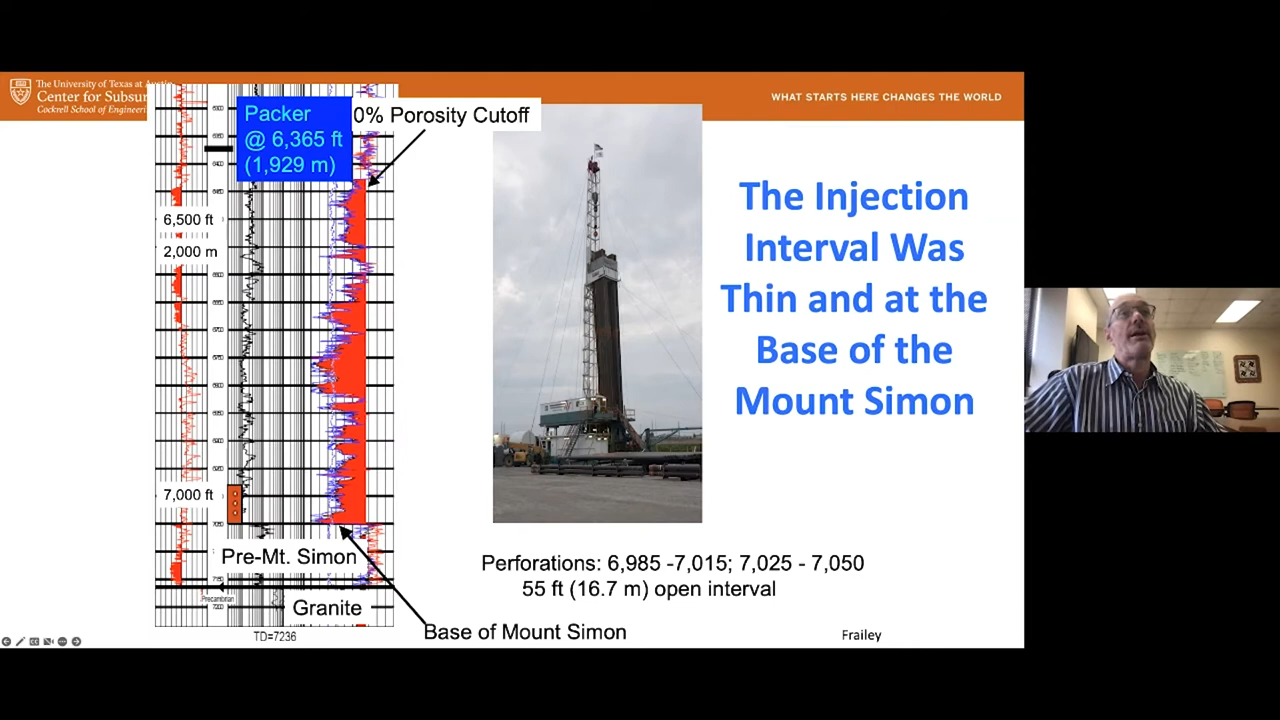 The University of Texas at Austin
Center for Subsur
Cockrell School of Engineeri
WHAT STARTS HERE CHANGES THE WORLD
Packer
@ 6,365 ft
(1,929 m)
0% Porosity Cutoff
6,500 ft
2,000 m
7,000 ft
Pre-Mt. Simon
Precambrian
Granite
TD=7236
Base of Mount Simon
The Injection
Interval Was
Thin and at the
Base of the
Mount Simon
Perforations: 6,985 -7,015; 7,025 - 7,050
55 ft (16.7 m) open interval
Frailey